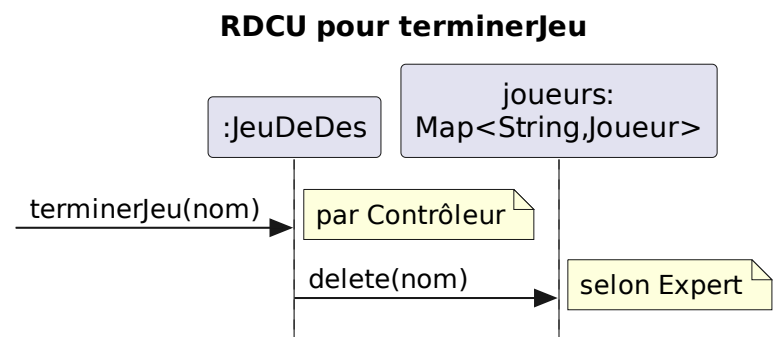 RDCU pour terminerJeu
:JeuDeDes
joueurs:
Map<String,Joueur>
terminerJeu(nom)
par Contrôleur
delete(nom)
selon Expert